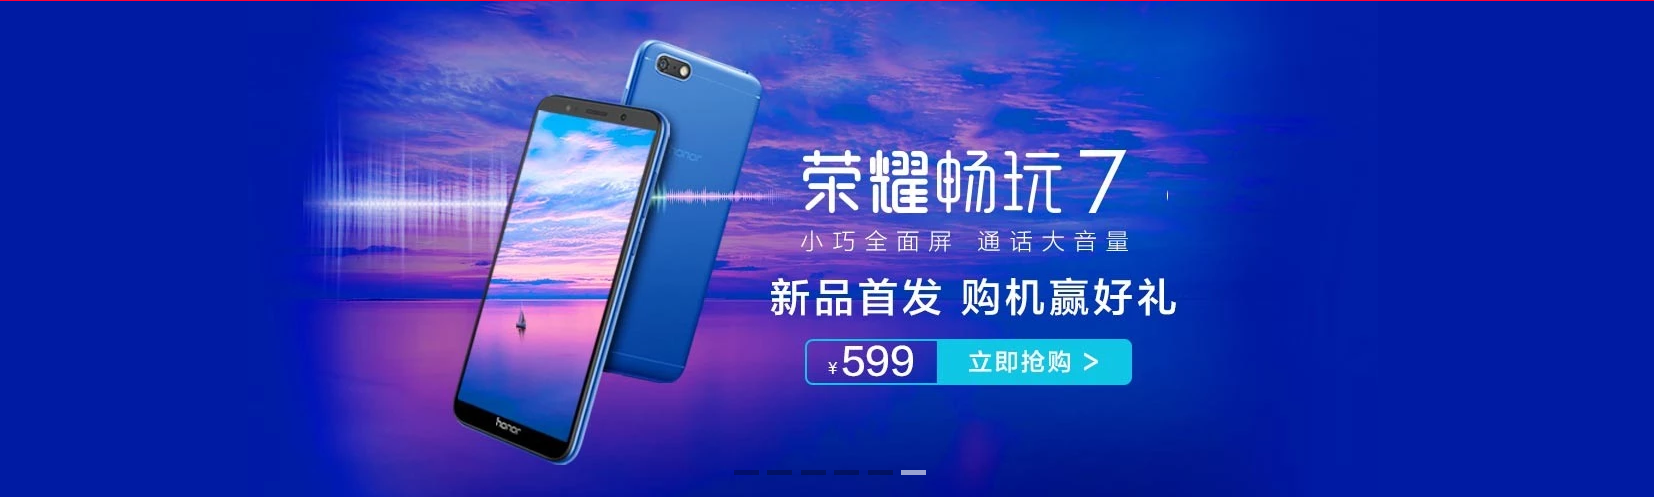 honor
荣耀畅玩7
小巧全面屏 通话大音量
新品首发 购机赢好礼
¥599 立即抢购 >
honor